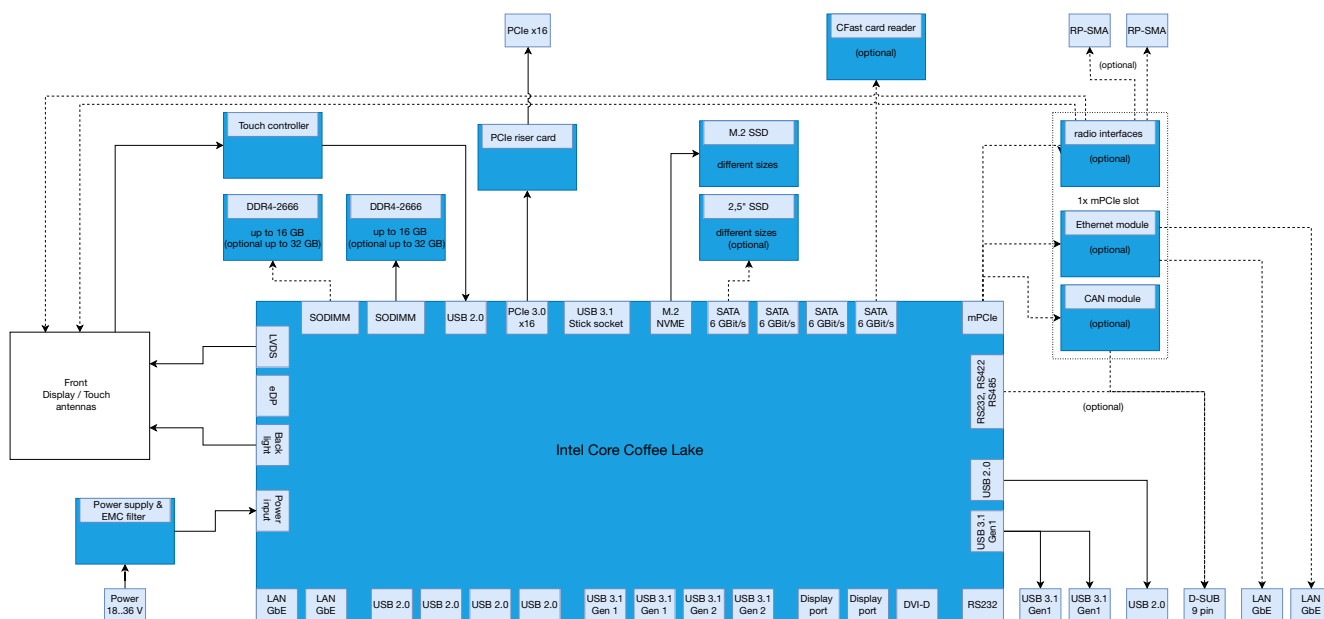 PCIe x16
CFast card reader
(optional)
RP-SMA
RP-SMA
(optional)
Touch controller
PCIe riser card
M.2 SSD
different sizes
radio interfaces
(optional)
DDR4-2666
up to 16 GB
(optional up to 32 GB)
DDR4-2666
up to 16 GB
(optional up to 32 GB)
2,5" SSD
different sizes
(optional)
1x mPCIe slot
Ethernet module
(optional)
CAN module
(optional)
SODIMM
SODIMM
USB 2.0
PCIe 3.0
x16
USB 3.1
Stick socket
M.2
NVME
SATA
6 GBit/s
SATA
6 GBit/s
SATA
6 GBit/s
SATA
6 GBit/s
mPCIe
Front
Display / Touch
antennas
LVDS
eDP
Back
light
Power
input
RS232, RS422
RS485
(optional)
Intel Core Coffee Lake
USB 2.0
USB 3.1
Gen1
Power supply &
EMC filter
Power
18..36 V
LAN
GbE
LAN
GbE
USB 2.0
USB 2.0
USB 2.0
USB 2.0
USB 3.1
Gen 1
USB 3.1
Gen 1
USB 3.1
Gen 2
USB 3.1
Gen 2
Display
port
Display
port
DVI-D
RS232
USB 3.1
Gen1
USB 3.1
Gen1
USB 2.0
D-SUB
9 pin
LAN
GbE
LAN
GbE